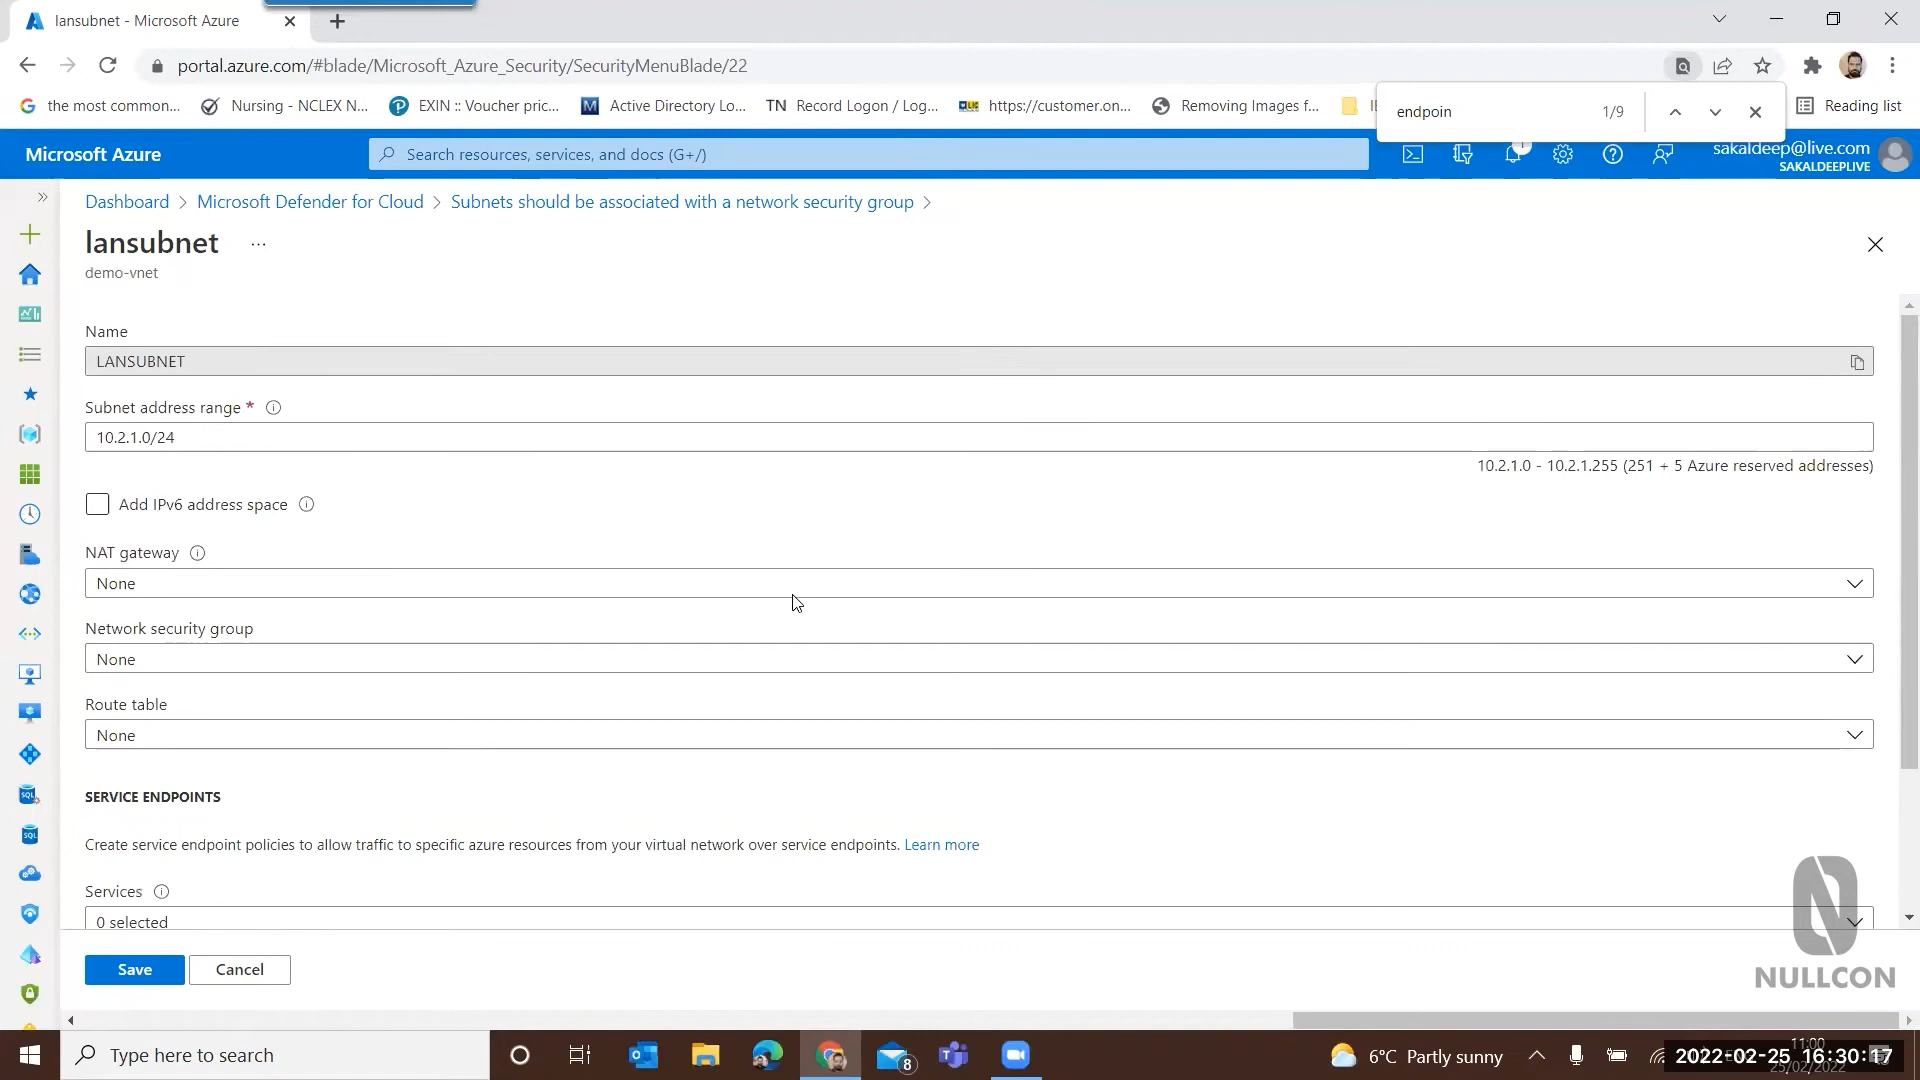 lansubnet - Microsoft Azure
portal.azure.com/#blade/Microsoft_Azure_Security/SecurityMenuBlade/22
the most common... Nursing - NCLEX N... EXIN :: Voucher pric... Active Directory Lo... TN Record Logon / Log... https://customer.on... Removing Images f... Reading list
endpoin 1/9
Microsoft Azure
Search resources, services, and docs (G+/)
1
sakaldeep@live.com
SAKALDEEPLIVE
Dashboard > Microsoft Defender for Cloud > Subnets should be associated with a network security group >
lansubnet ...
demo-vnet
Name
LANSUBNET
Subnet address range *
10.2.1.0/24
10.2.1.0 - 10.2.1.255 (251 + 5 Azure reserved addresses)
Add IPv6 address space
NAT gateway
None
Network security group
None
Route table
None
SERVICE ENDPOINTS
Create service endpoint policies to allow traffic to specific azure resources from your virtual network over service endpoints. Learn more
Services
0 selected
Save Cancel
NULLCON
Type here to search
8
6°C Partly sunny
11:00
2022-02-25 16:30:17
25/02/2022